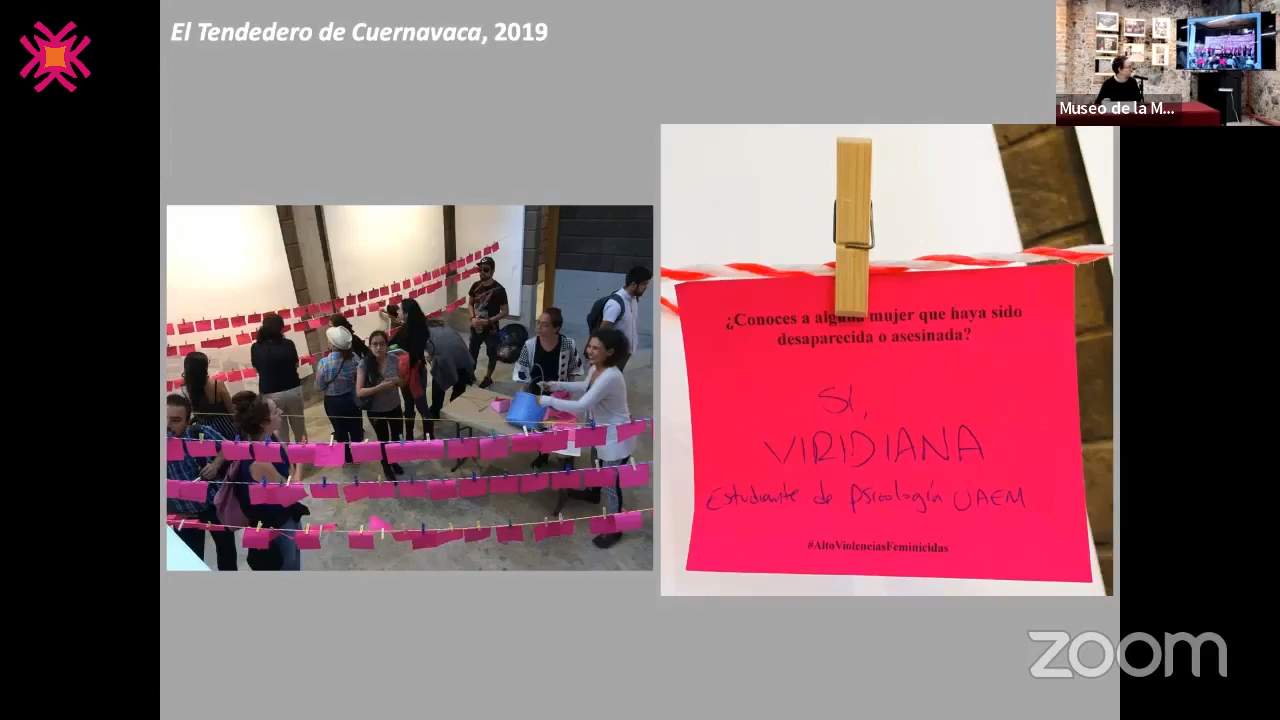 El Tendedero de Cuernavaca, 2019
Museo de la M...
¿Conoces a alguna mujer que haya sido
desaparecida o asesinada?
SI,
VIRIDIANA
Estudiante de Psicología UAEM
#AltoViolenciasFeminicidas
zoom